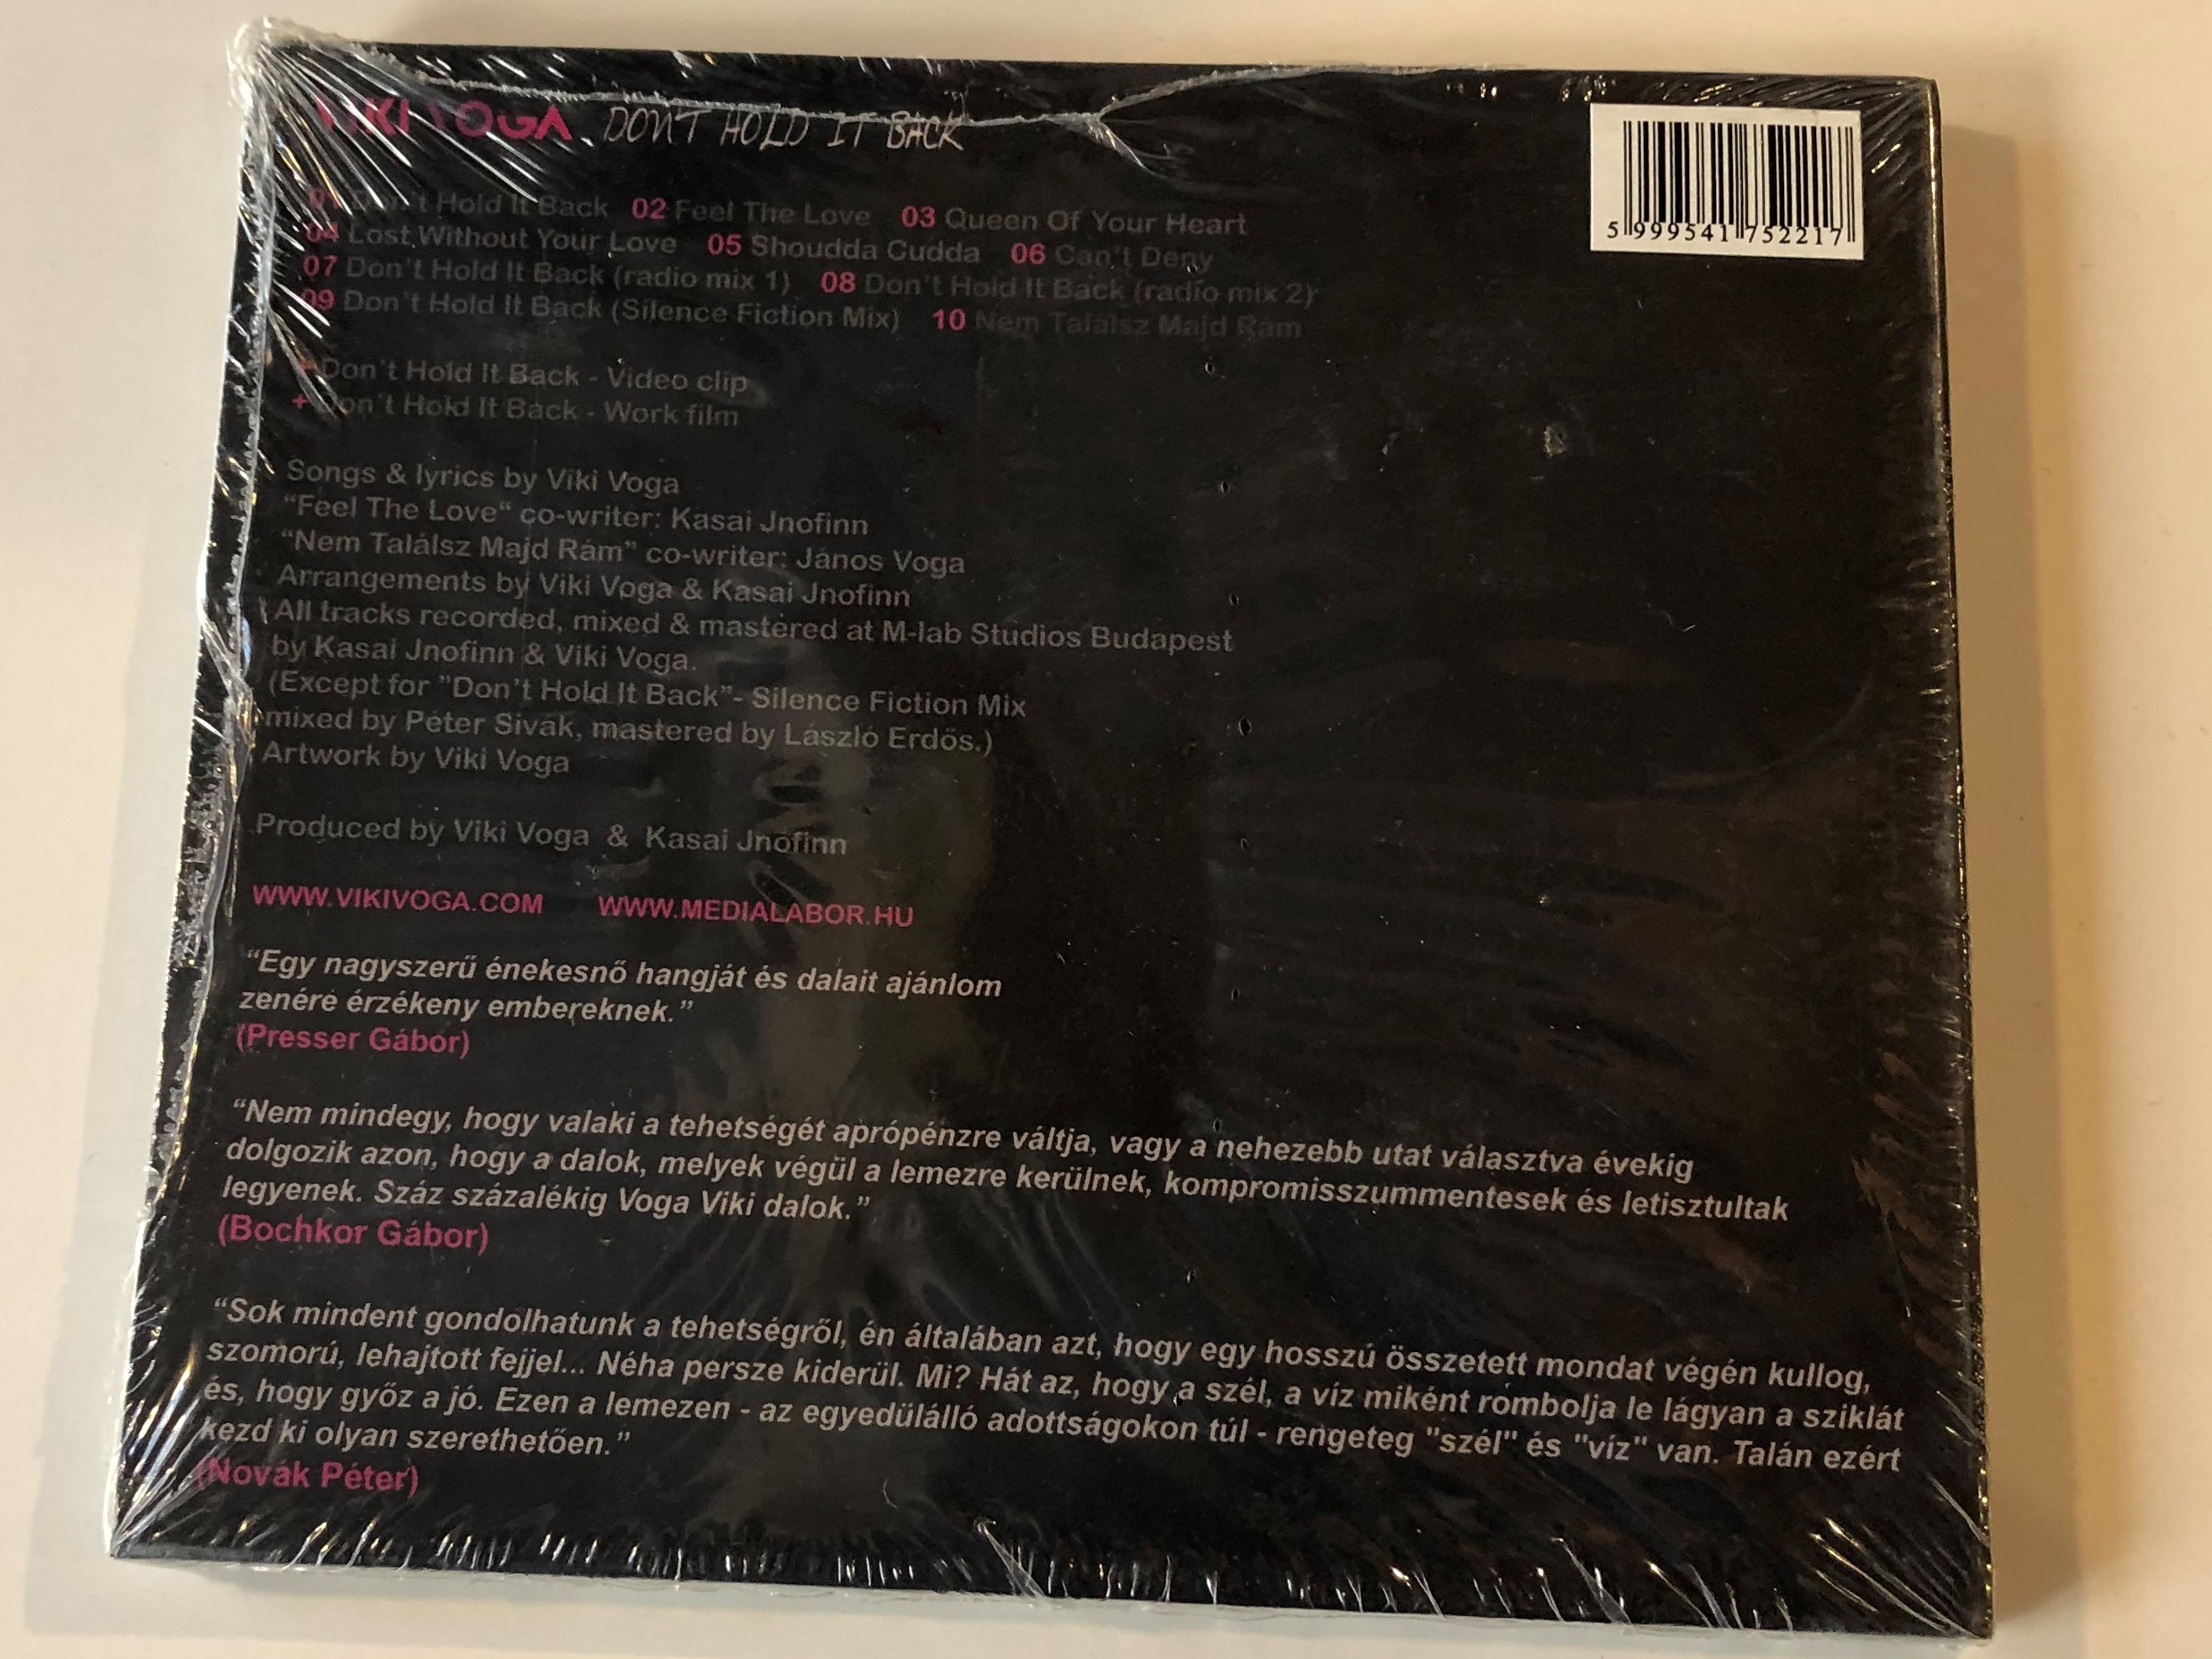 VIKI VOGA DON'T HOLD IT BACK
5 999541 752217
01 Don't Hold It Back 02 Feel The Love 03 Queen Of Your Heart
04 Lost Without Your Love 05 Shoudda Cudda 06 Can't Deny
07 Don't Hold It Back (radio mix 1) 08 Don't Hold It Back (radio mix 2)
09 Don't Hold It Back (Silence Fiction Mix) 10 Nem Találsz Majd Rám
+ Don't Hold It Back - Video clip
+ Don't Hold It Back - Work film
Songs & lyrics by Viki Voga
“Feel The Love“ co-writer: Kasai Jnofinn
“Nem Találsz Majd Rám” co-writer: János Voga
Arrangements by Viki Voga & Kasai Jnofinn
All tracks recorded, mixed & mastered at M-lab Studios Budapest
by Kasai Jnofinn & Viki Voga.
(Except for ”Don't Hold It Back”- Silence Fiction Mix
mixed by Péter Sivák, mastered by László Erdős.)
Artwork by Viki Voga
Produced by Viki Voga & Kasai Jnofinn
WWW.VIKIVOGA.COM WWW.MEDIALABOR.HU
“Egy nagyszerű énekesnő hangját és dalait ajánlom
zenére érzékeny embereknek.”
(Presser Gábor)
“Nem mindegy, hogy valaki a tehetségét aprópénzre váltja, vagy a nehezebb utat választva évekig
dolgozik azon, hogy a dalok, melyek végül a lemezre kerülnek, kompromisszummentesek és letisztultak
legyenek. Száz százalékig Voga Viki dalok.”
(Bochkor Gábor)
“Sok mindent gondolhatunk a tehetségről, én általában azt, hogy egy hosszú összetett mondat végén kullog,
szomorú, lehajtott fejjel... Néha persze kiderül. Mi? Hát az, hogy a szél, a víz miként rombolja le lágyan a sziklát
és, hogy győz a jó. Ezen a lemezen - az egyedülálló adottságokon túl - rengeteg "szél" és "víz" van. Talán ezért
kezd ki olyan szerethetően.”
(Novák Péter)